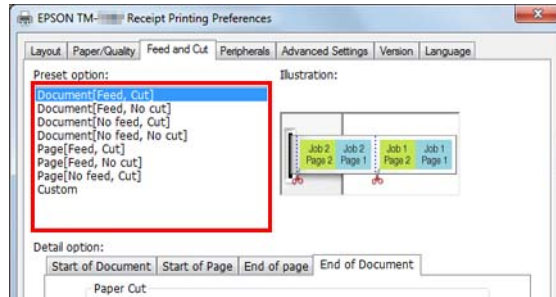 EPSON TM- Receipt Printing Preferences
Layout Paper/Quality Feed and Cut Peripherals Advanced Settings Version Language
Preset option:
Illustration:
Document[Feed, Cut]
Document[Feed, No cut]
Document[No feed, Cut]
Document[No feed, No cut]
Page[Feed, Cut]
Page[Feed, No cut]
Page[No feed, Cut]
Custom
Job 2 Job 2 Job 1 Job 1
Page 2 Page 1 Page 2 Page 1
Detail option:
Start of Document Start of Page End of page End of Document
Paper Cut